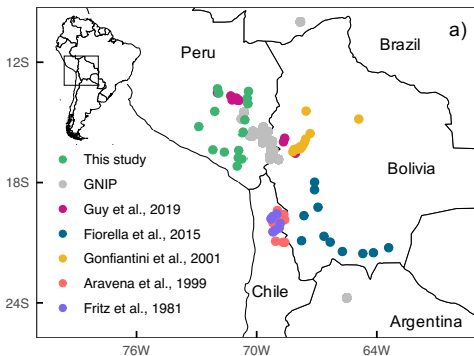 a)
Brazil
Peru
12S
Bolivia
18S
This study
GNIP
Guy et al., 2019
Fiorella et al., 2015
Gonfiantini et al., 2001
Aravena et al., 1999
Fritz et al., 1981
Chile
24S
Argentina
76W 70W 64W